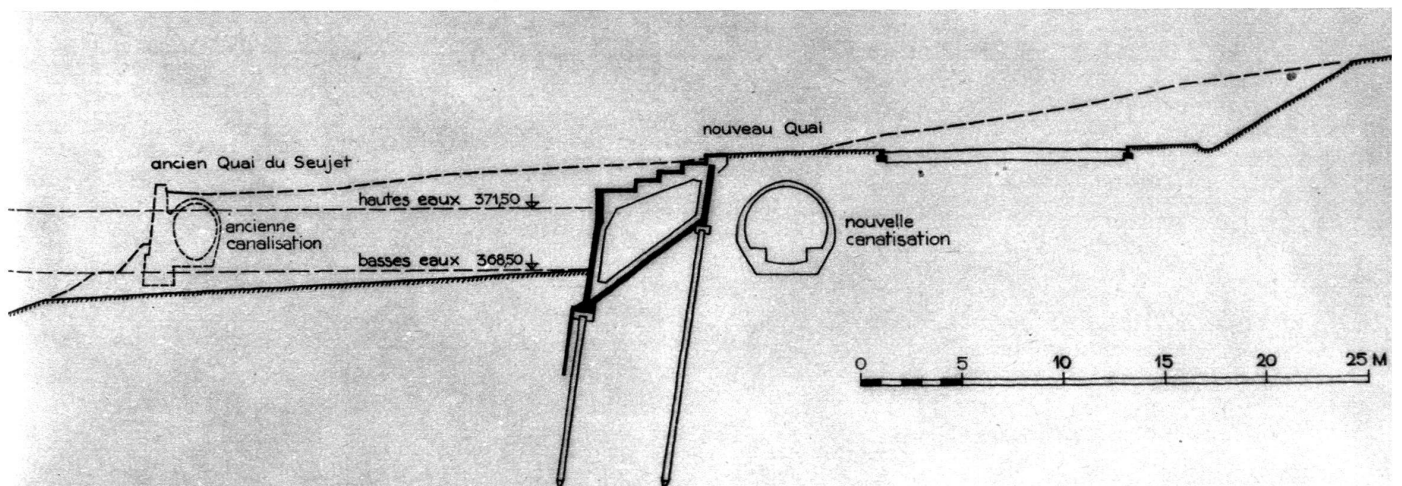 nouveau Quai
ancien Quai du Seujet
hautes eaux 371,50
ancienne
canalisation
nouvelle
canatisation
basses eaux 368,50
0 5 10 15 20 25 M